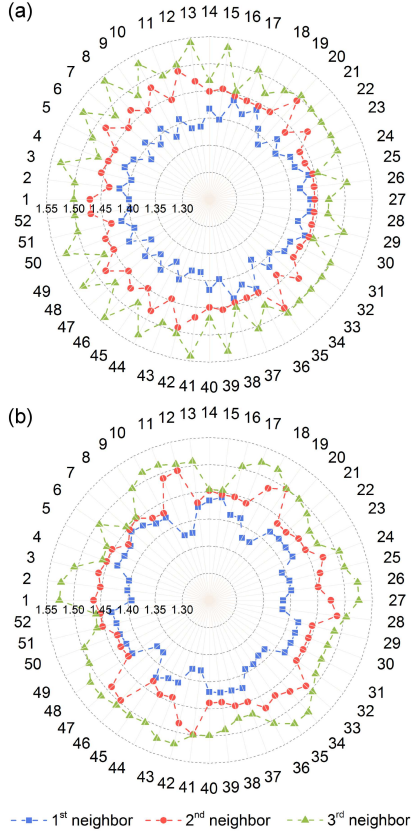 (a)
1 2 3 4 5 6 7 8 9 10 11 12 13 14 15 16 17 18 19 20 21 22 23 24 25 26 27 28 29 30 31 32 33 34 35 36 37 38 39 40 41 42 43 44 45 46 47 48 49 50 51 52
1.55 1.50 1.45 1.40 1.35 1.30
(b)
1 2 3 4 5 6 7 8 9 10 11 12 13 14 15 16 17 18 19 20 21 22 23 24 25 26 27 28 29 30 31 32 33 34 35 36 37 38 39 40 41 42 43 44 45 46 47 48 49 50 51 52
1.55 1.50 1.45 1.40 1.35 1.30
1st neighbor 2nd neighbor 3rd neighbor